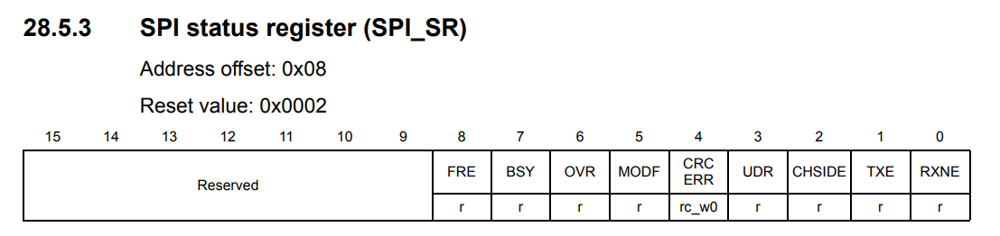 28.5.3 SPI status register (SPI_SR)
Address offset: 0x08
Reset value: 0x0002
15 14 13 12 11 10 9 8 7 6 5 4 3 2 1 0
Reserved FRE BSY OVR MODF CRC ERR UDR CHSIDE TXE RXNE
r r r r rc_w0 r r r r